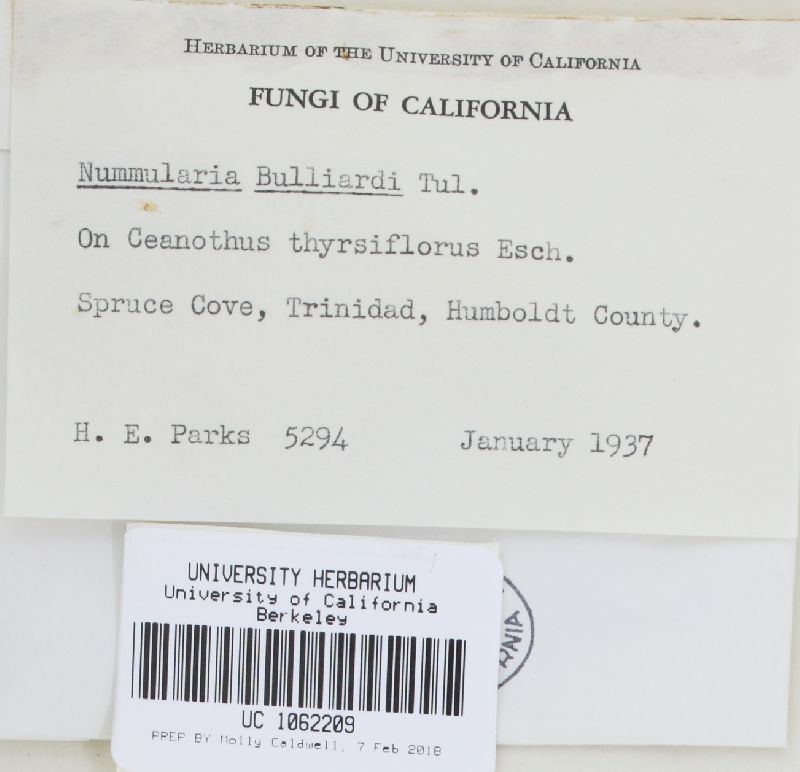 HERBARIUM OF THE UNIVERSITY OF CALIFORNIA
FUNGI OF CALIFORNIA
Nummularia Bulliardi Tul.
On Ceanothus thyrsiflorus Esch.
Spruce Cove, Trinidad, Humboldt County.
H. E. Parks 5294 January 1937
UNIVERSITY HERBARIUM
University of California
Berkeley
UC 1062209
PREP BY Molly Caldwell, 7 Feb 2018